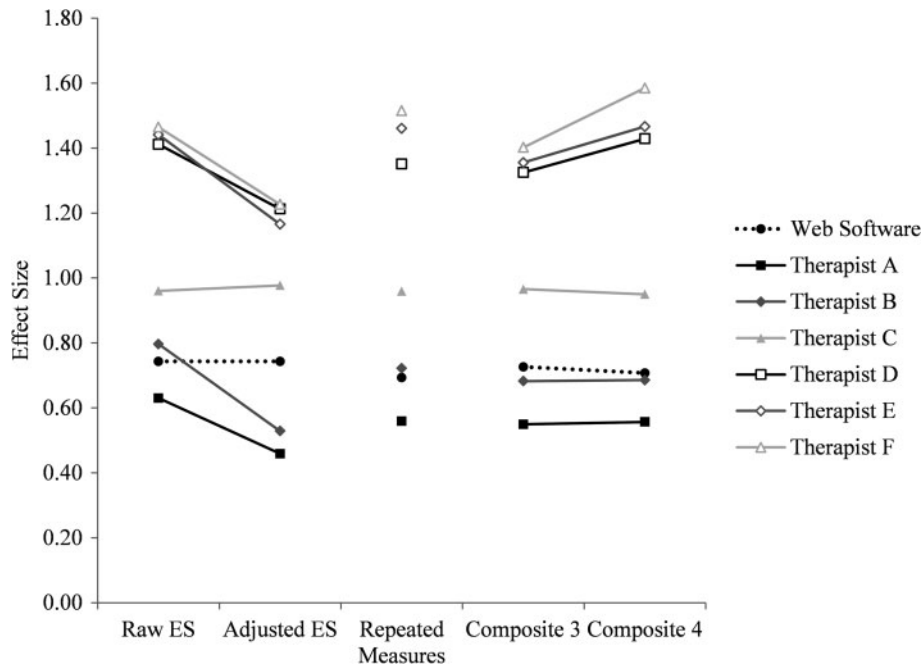 1.80
1.60
1.40
1.20
1.00
0.80
0.60
0.40
0.20
0.00
Effect Size
Raw ES
Adjusted ES
Repeated
Measures
Composite 3
Composite 4
Web Software
Therapist A
Therapist B
Therapist C
Therapist D
Therapist E
Therapist F